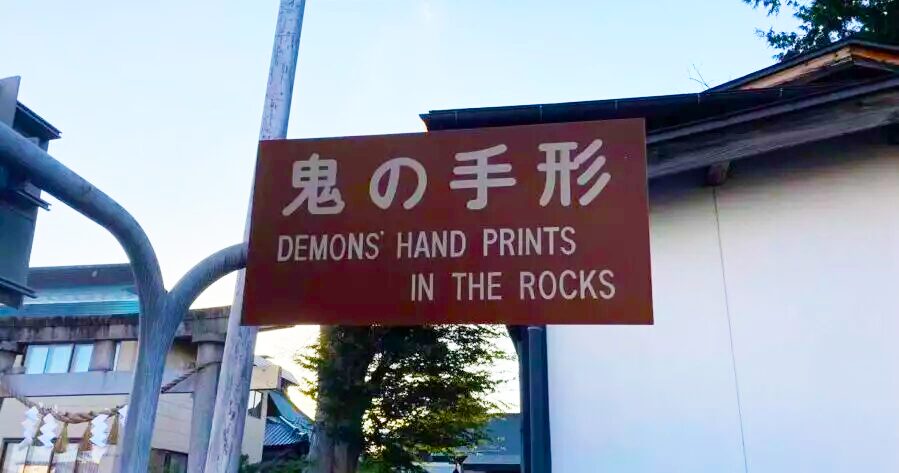 鬼の手形
DEMONS' HAND PRINTS
IN THE ROCKS